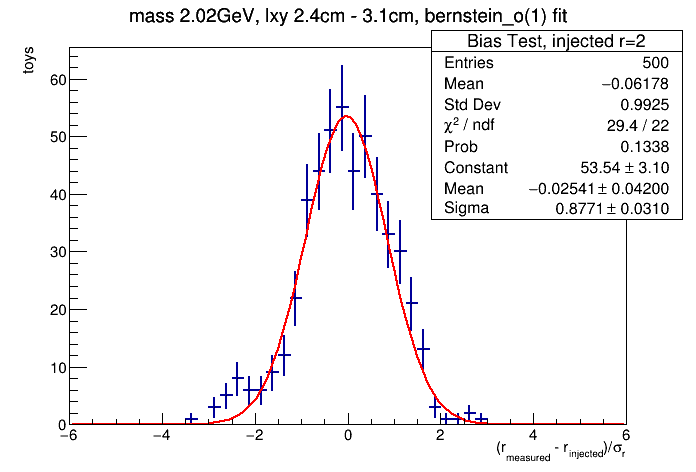 mass 2.02GeV, lxy 2.4cm - 3.1cm, bernstein_o(1) fit
toys
Bias Test, injected r=2
Entries 500
Mean −0.06178
Std Dev 0.9925
χ² / ndf 29.4 / 22
Prob 0.1338
Constant 53.54 ± 3.10
Mean −0.02541 ± 0.04200
Sigma 0.8771 ± 0.0310
60
50
40
30
20
10
0
−6 −4 −2 0 2 4 6
(r_measured - r_injected)/σ_r